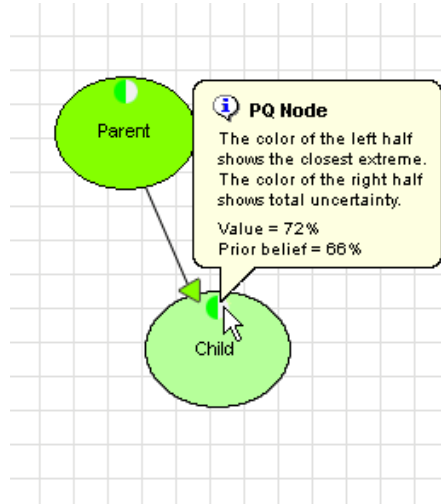 Parent
PQ Node
The color of the left half
shows the closest extreme.
The color of the right half
shows total uncertainty.
Value = 72%
Prior belief = 66%
Child